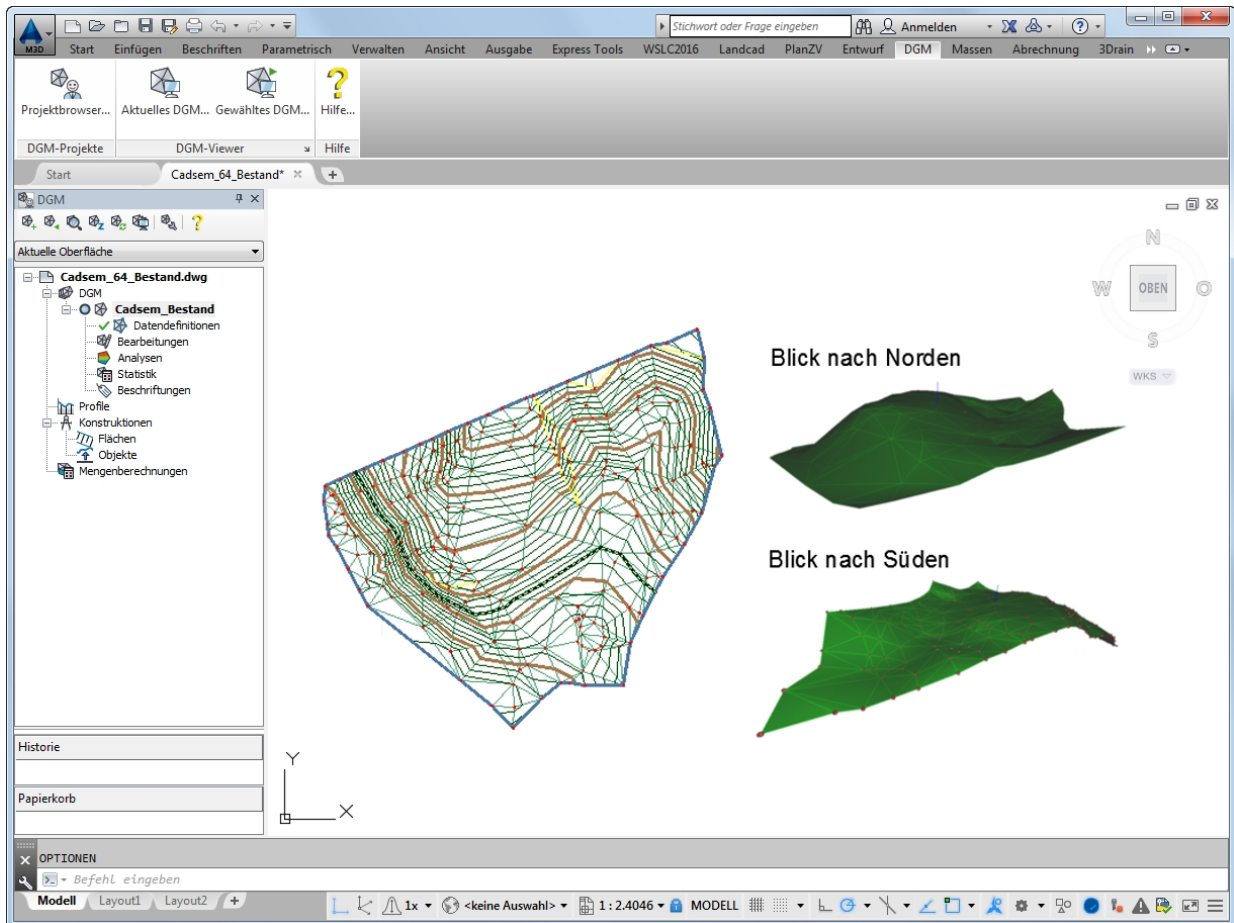 Stichwort oder Frage eingeben
Anmelden
M3D
Start Einfügen Beschriften Parametrisch Verwalten Ansicht Ausgabe Express Tools WSLC2016 Landcad PlanZV Entwurf DGM Massen Abrechnung 3Drain
Projektbrowser... Aktuelles DGM... Gewähltes DGM... Hilfe...
DGM-Projekte DGM-Viewer Hilfe
Start Cadsem_64_Bestand*
DGM
Aktuelle Oberfläche
Cadsem_64_Bestand.dwg
DGM
Cadsem_Bestand
Datendefinitionen
Bearbeitungen
Analysen
Statistik
Beschriftungen
Profile
Konstruktionen
Flächen
Objekte
Mengenberechnungen
Historie
Papierkorb
N
W OBEN O
S
WKS
Blick nach Norden
Blick nach Süden
Y
X
OPTIONEN
Befehl eingeben
Modell Layout1 Layout2 +
1x <keine Auswahl> 1 : 2.4046 MODELL